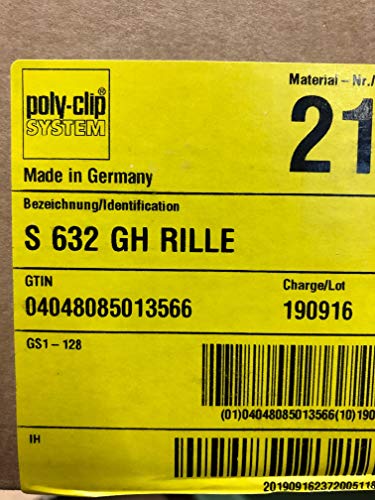 poly-clip®
SYSTEM
Material – Nr./
21
Made in Germany
Bezeichnung/Identification
S 632 GH RILLE
GTIN
Charge/Lot
04048085013566
190916
GS1 – 128
(01)04048085013566(10)190
IH
201909162372005118